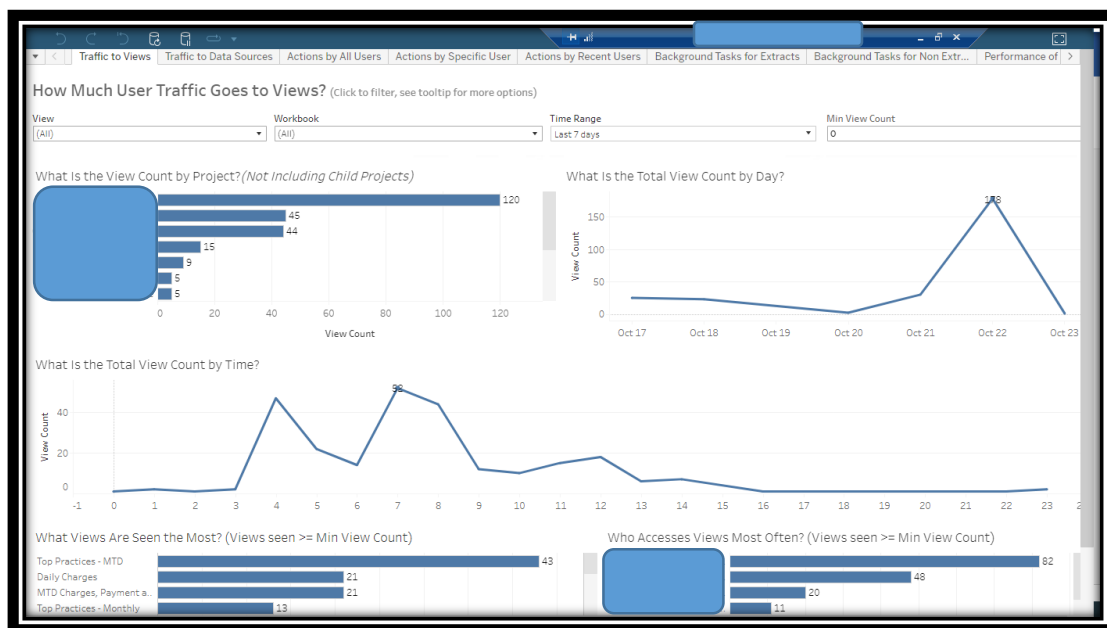 Traffic to Views Traffic to Data Sources Actions by All Users Actions by Specific User Actions by Recent Users Background Tasks for Extracts Background Tasks for Non Extr... Performance of
How Much User Traffic Goes to Views? (Click to filter, see tooltip for more options)
View Workbook Time Range Min View Count
(All) (All) Last 7 days 0
What Is the View Count by Project?(Not Including Child Projects)
120
45
44
15
9
5
5
0 20 40 60 80 100 120
View Count
What Is the Total View Count by Day?
View Count
150
100
50
0
178
Oct 17 Oct 18 Oct 19 Oct 20 Oct 21 Oct 22 Oct 23
What Is the Total View Count by Time?
View Count
40
20
0
-1 0 1 2 3 4 5 6 7 8 9 10 11 12 13 14 15 16 17 18 19 20 21 22 23 2
What Views Are Seen the Most? (Views seen >= Min View Count)
Top Practices - MTD 43
Daily Charges 21
MTD Charges, Payment a.. 21
Top Practices - Monthly 13
Who Accesses Views Most Often? (Views seen >= Min View Count)
82
48
20
11